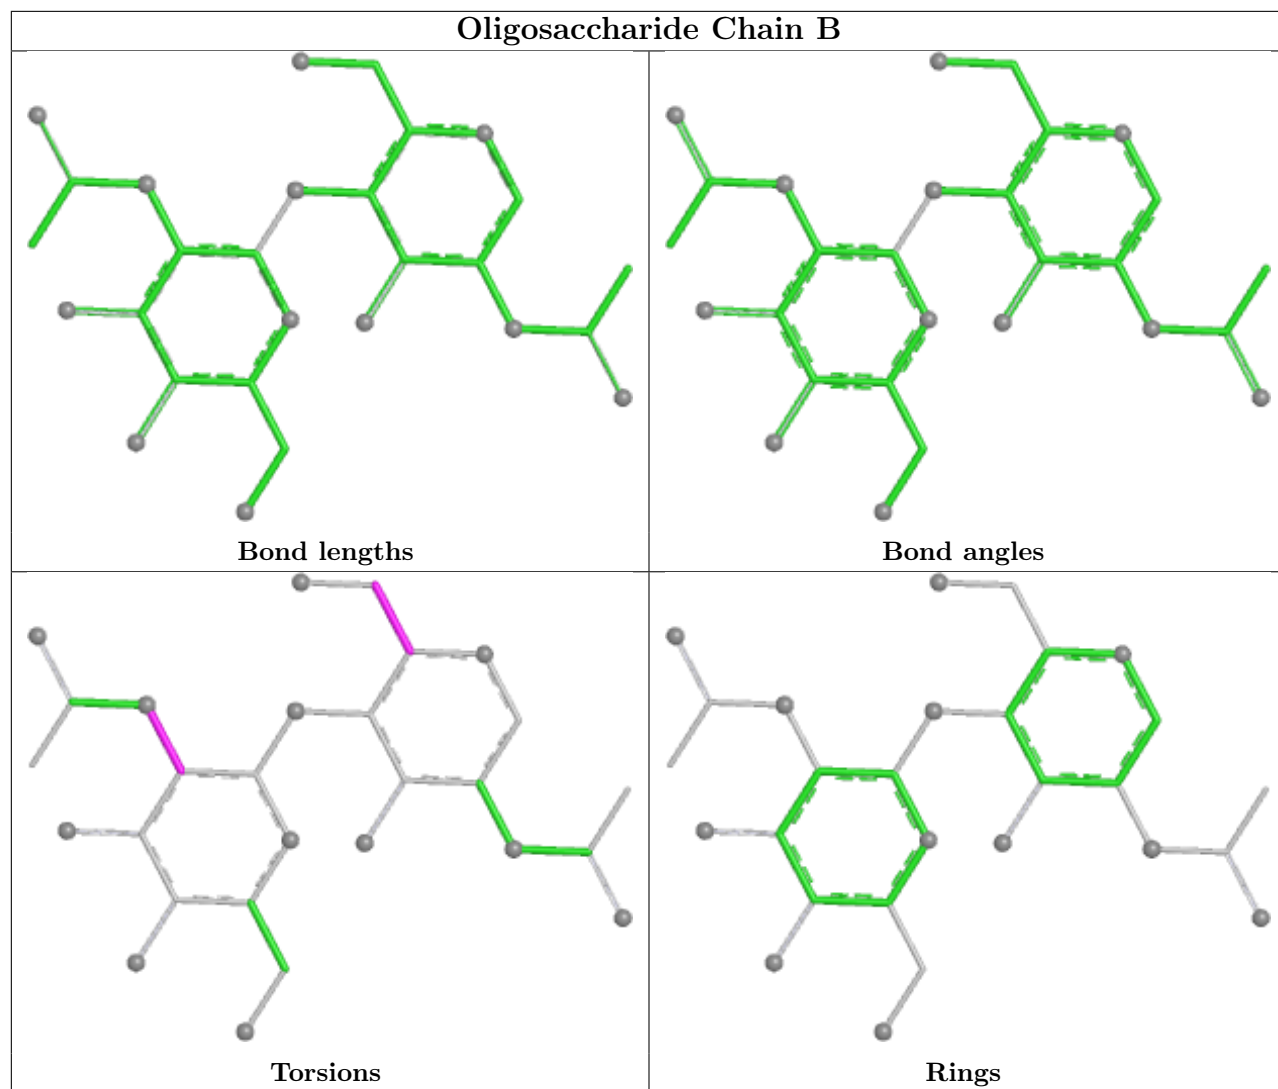 Oligosaccharide Chain B
Bond lengths
Bond angles
Torsions
Rings